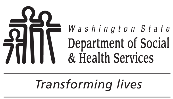 Washington State
Department of Social
& Health Services
Transforming lives